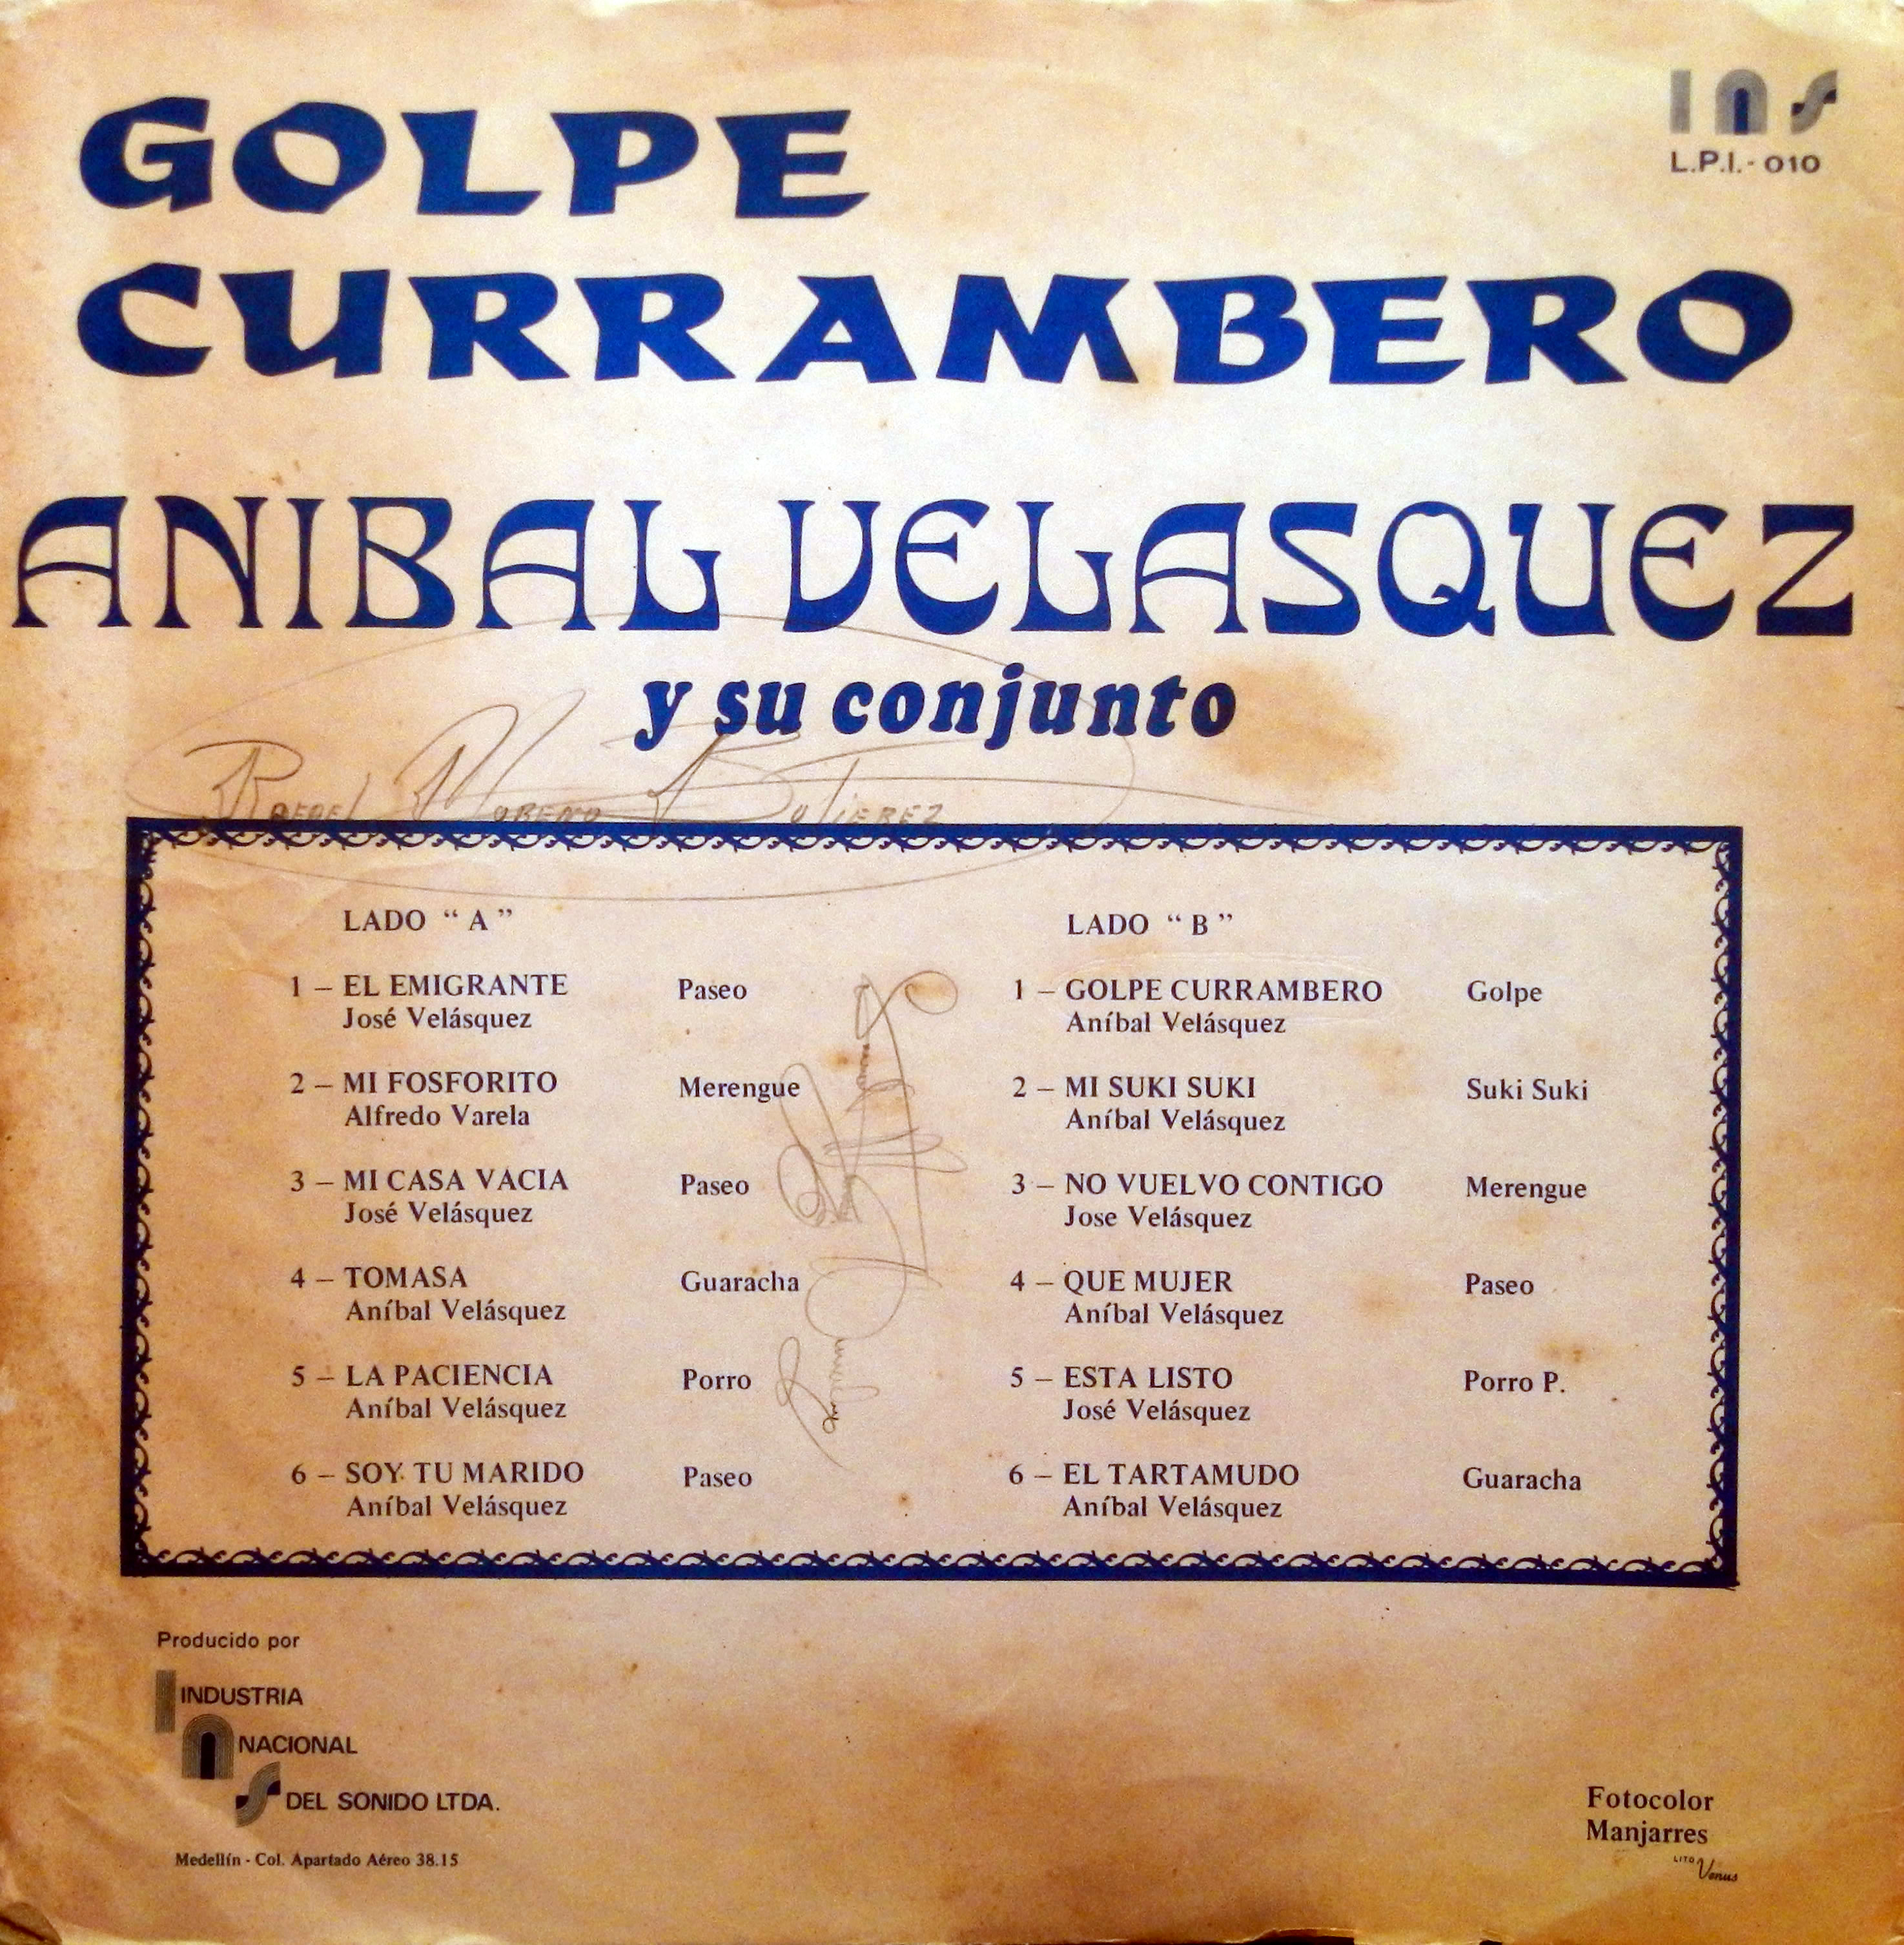 GOLPE
CURRAMBERO
ins
L.P.I. - 010
ANIBAL VELASQUEZ
y su conjunto
LADO “ A ”
1 – EL EMIGRANTE Paseo
José Velásquez
2 – MI FOSFORITO Merengue
Alfredo Varela
3 – MI CASA VACIA Paseo
José Velásquez
4 – TOMASA Guaracha
Aníbal Velásquez
5 – LA PACIENCIA Porro
Aníbal Velásquez
6 – SOY TU MARIDO Paseo
Aníbal Velásquez
LADO “ B ”
1 – GOLPE CURRAMBERO Golpe
Aníbal Velásquez
2 – MI SUKI SUKI Suki Suki
Aníbal Velásquez
3 – NO VUELVO CONTIGO Merengue
Jose Velásquez
4 – QUE MUJER Paseo
Aníbal Velásquez
5 – ESTA LISTO Porro P.
José Velásquez
6 – EL TARTAMUDO Guaracha
Aníbal Velásquez
Producido por
INDUSTRIA
NACIONAL
DEL SONIDO LTDA.
Medellín - Col. Apartado Aéreo 38.15
Fotocolor
Manjarres
LITO Venus